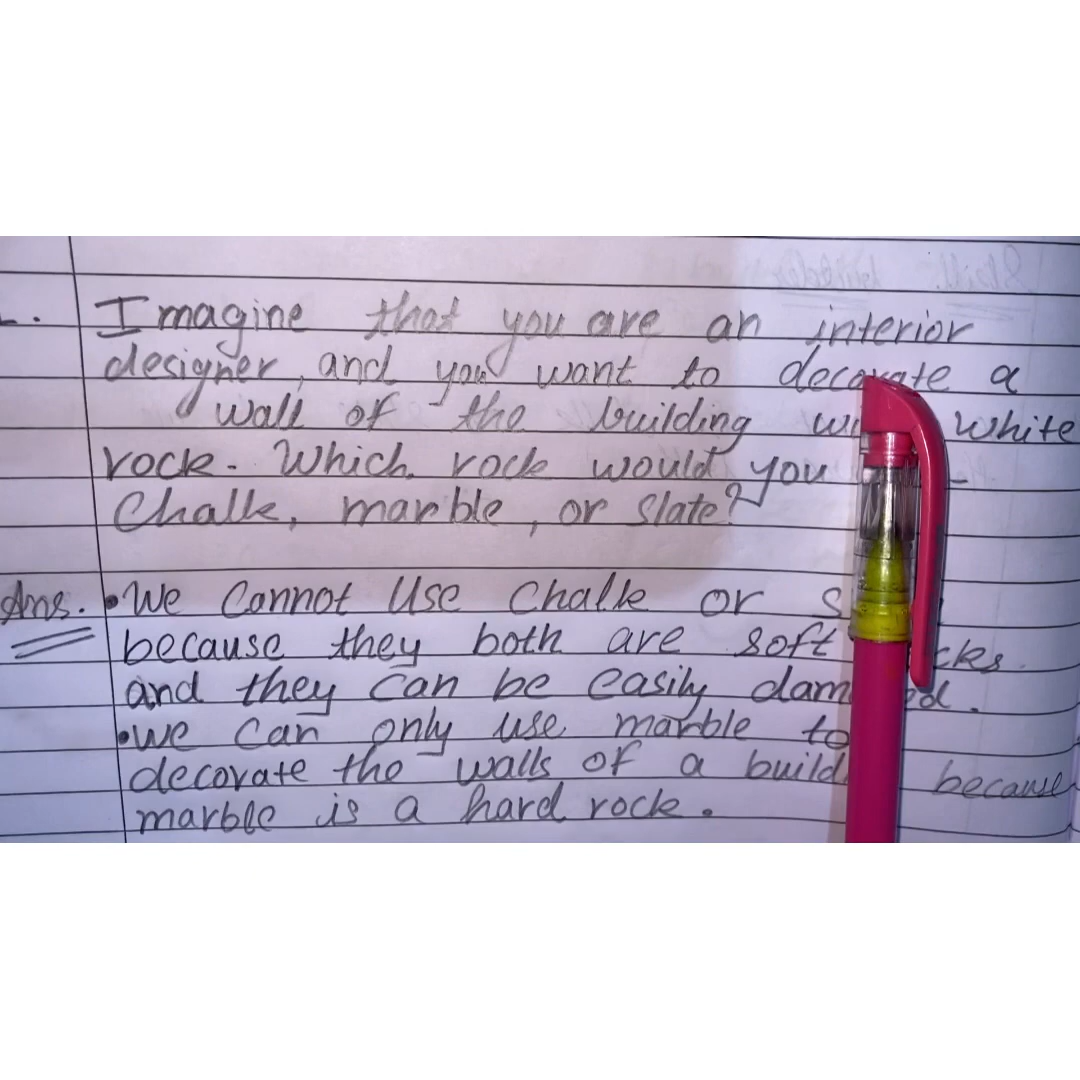 Imagine that you are an interior
designer, and you want to decorate a
wall of the building white
rock. Which rock would you
Chalk, marble, or Slate?
Ans. • We Cannot Use Chalk or
because they both are soft
and they can be easily
• we can only use marble to
decorate the walls of a because
marble is a hard rock.